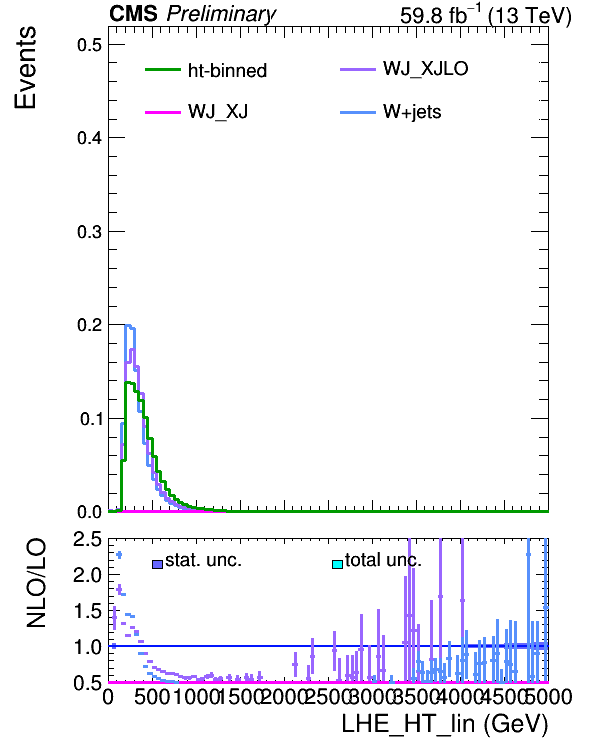 CMS Preliminary 59.8 fb⁻¹ (13 TeV)
Events
0.5
ht-binned WJ_XJLO
WJ_XJ W+jets
0.4
0.3
0.2
0.1
0.0
NLO/LO
2.5
stat. unc. total unc.
2.0
1.5
1.0
0.5
0 500 1000 1500 2000 2500 3000 3500 4000 4500 5000
LHE_HT_lin (GeV)